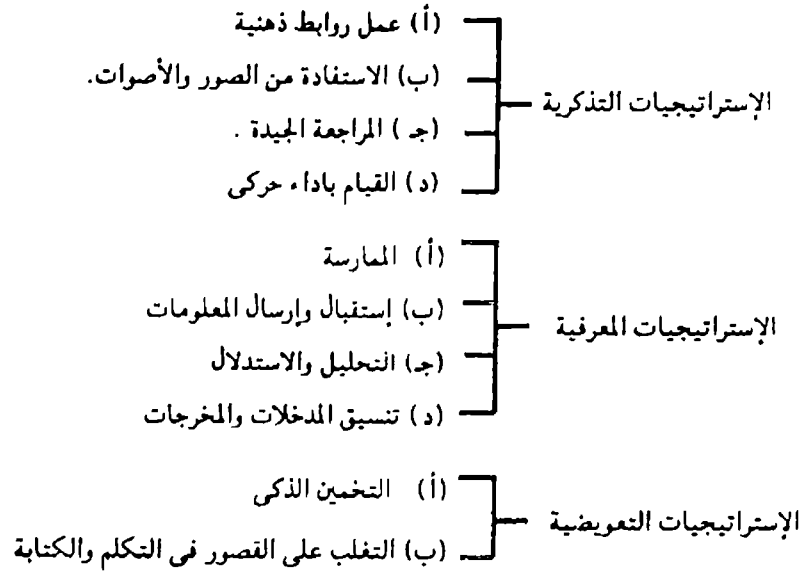 الإستراتيجيات التذكرية
(أ) عمل روابط ذهنية
(ب) الاستفادة من الصور والأصوات.
(جـ) المراجعة الجيدة .
(د) القيام باداء حركى
الإستراتيجيات المعرفية
(أ) الممارسة
(ب) إستقبال وإرسال المعلومات
(جـ) التحليل والاستدلال
(د) تنسيق المدخلات والمخرجات
الإستراتيجيات التعويضية
(أ) التخمين الذكى
(ب) التغلب على القصور فى التكلم والكتابة